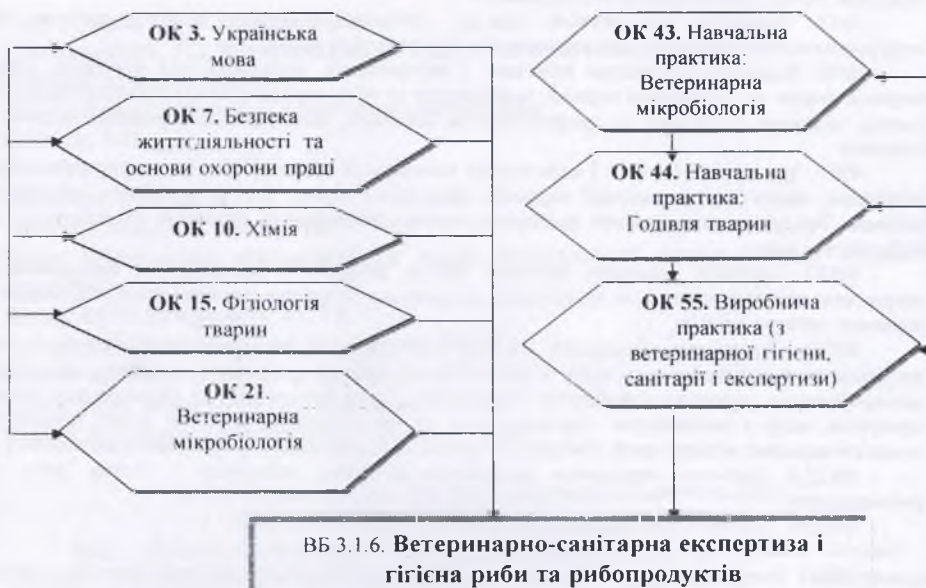 ОК 3. Українська
мова
ОК 7. Безпека
життєдіяльності та
основи охорони праці
ОК 10. Хімія
ОК 15. Фізіологія
тварин
ОК 21.
Ветеринарна
мікробіологія
ОК 43. Навчальна
практика:
Ветеринарна
мікробіологія
ОК 44. Навчальна
практика:
Годівля тварин
ОК 55. Виробнича
практика (з
ветеринарної гігієни,
санітарії і експертизи)
ВБ 3.1.6. Ветеринарно-санітарна експертиза і
гігієна риби та рибопродуктів